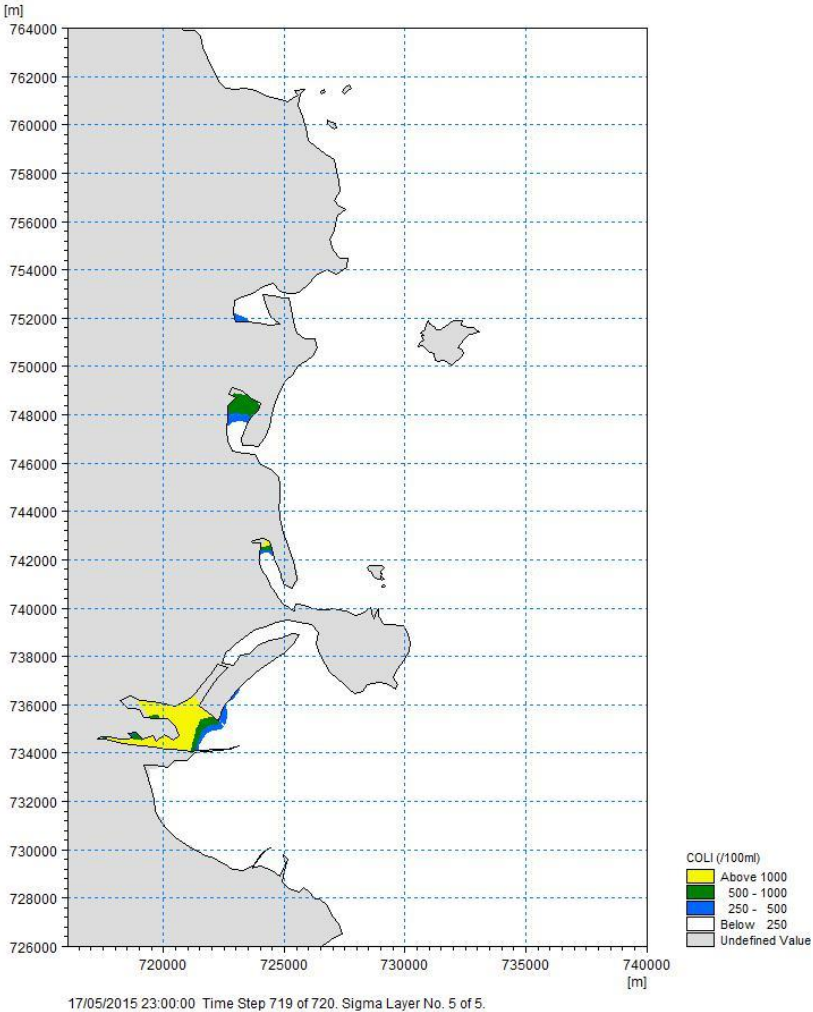 [m]
764000
762000
760000
758000
756000
754000
752000
750000
748000
746000
744000
742000
740000
738000
736000
734000
732000
730000
728000
726000
720000 725000 730000 735000 740000
[m]
COLI (/100ml)
Above 1000
500 - 1000
250 - 500
Below 250
Undefined Value
17/05/2015 23:00:00 Time Step 719 of 720. Sigma Layer No. 5 of 5.